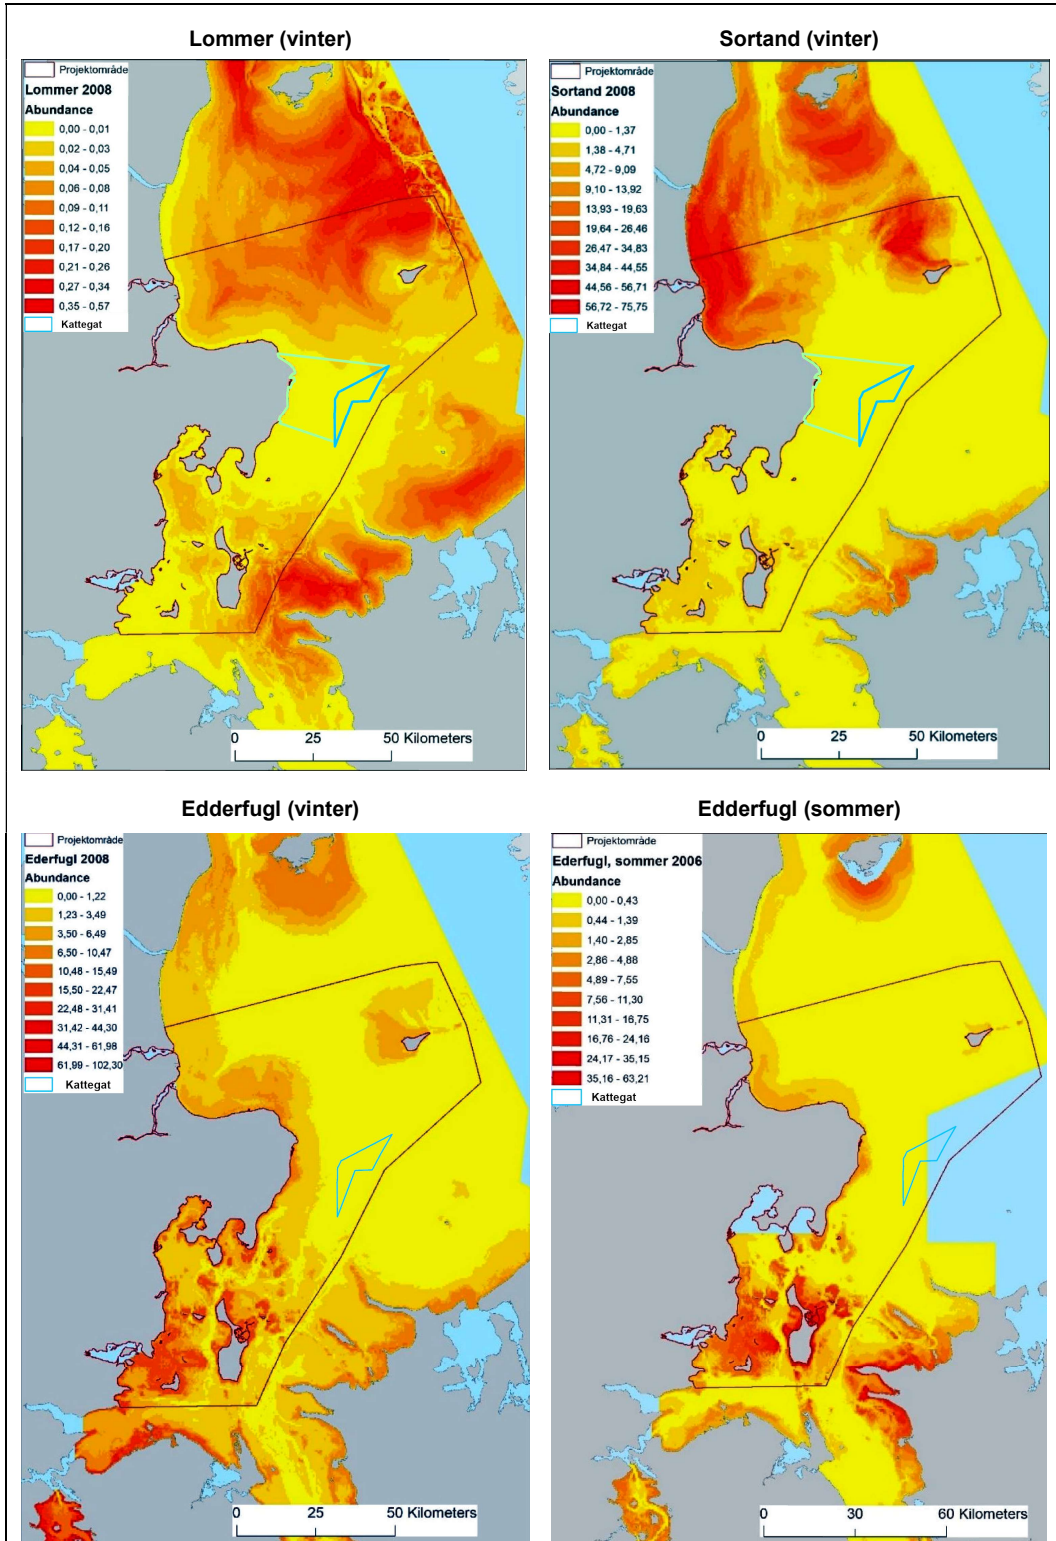 Lommer (vinter)
Projektområde
Lommer 2008
Abundance
0,00 - 0,01
0,02 - 0,03
0,04 - 0,05
0,06 - 0,08
0,09 - 0,11
0,12 - 0,16
0,17 - 0,20
0,21 - 0,26
0,27 - 0,34
0,35 - 0,57
Kattegat
0 25 50 Kilometers
Sortand (vinter)
Projektområde
Sortand 2008
Abundance
0,00 - 1,37
1,38 - 4,71
4,72 - 9,09
9,10 - 13,92
13,93 - 19,63
19,64 - 26,46
26,47 - 34,83
34,84 - 44,55
44,56 - 56,71
56,72 - 75,75
Kattegat
0 25 50 Kilometers
Edderfugl (vinter)
Projektområde
Ederfugl 2008
Abundance
0,00 - 1,22
1,23 - 3,49
3,50 - 6,49
6,50 - 10,47
10,48 - 15,49
15,50 - 22,47
22,48 - 31,41
31,42 - 44,30
44,31 - 61,98
61,99 - 102,30
Kattegat
0 25 50 Kilometers
Edderfugl (sommer)
Projektområde
Ederfugl, sommer 2006
Abundance
0,00 - 0,43
0,44 - 1,39
1,40 - 2,85
2,86 - 4,88
4,89 - 7,55
7,56 - 11,30
11,31 - 16,75
16,76 - 24,16
24,17 - 35,15
35,16 - 63,21
Kattegat
0 30 60 Kilometers